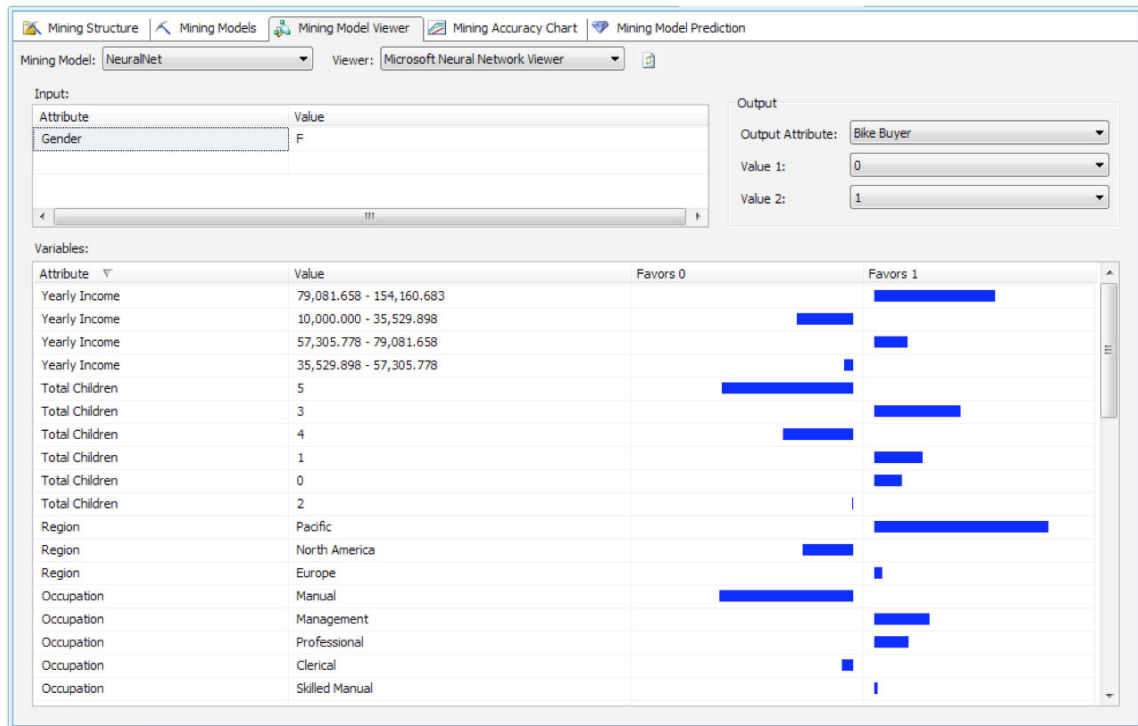 Mining Structure Mining Models Mining Model Viewer Mining Accuracy Chart Mining Model Prediction
Mining Model: NeuralNet Viewer: Microsoft Neural Network Viewer
Input:
Attribute Value
Gender F
Output
Output Attribute: Bike Buyer
Value 1: 0
Value 2: 1
Variables:
Attribute Value Favors 0 Favors 1
Yearly Income 79,081.658 - 154,160.683
Yearly Income 10,000.000 - 35,529.898
Yearly Income 57,305.778 - 79,081.658
Yearly Income 35,529.898 - 57,305.778
Total Children 5
Total Children 3
Total Children 4
Total Children 1
Total Children 0
Total Children 2
Region Pacific
Region North America
Region Europe
Occupation Manual
Occupation Management
Occupation Professional
Occupation Clerical
Occupation Skilled Manual